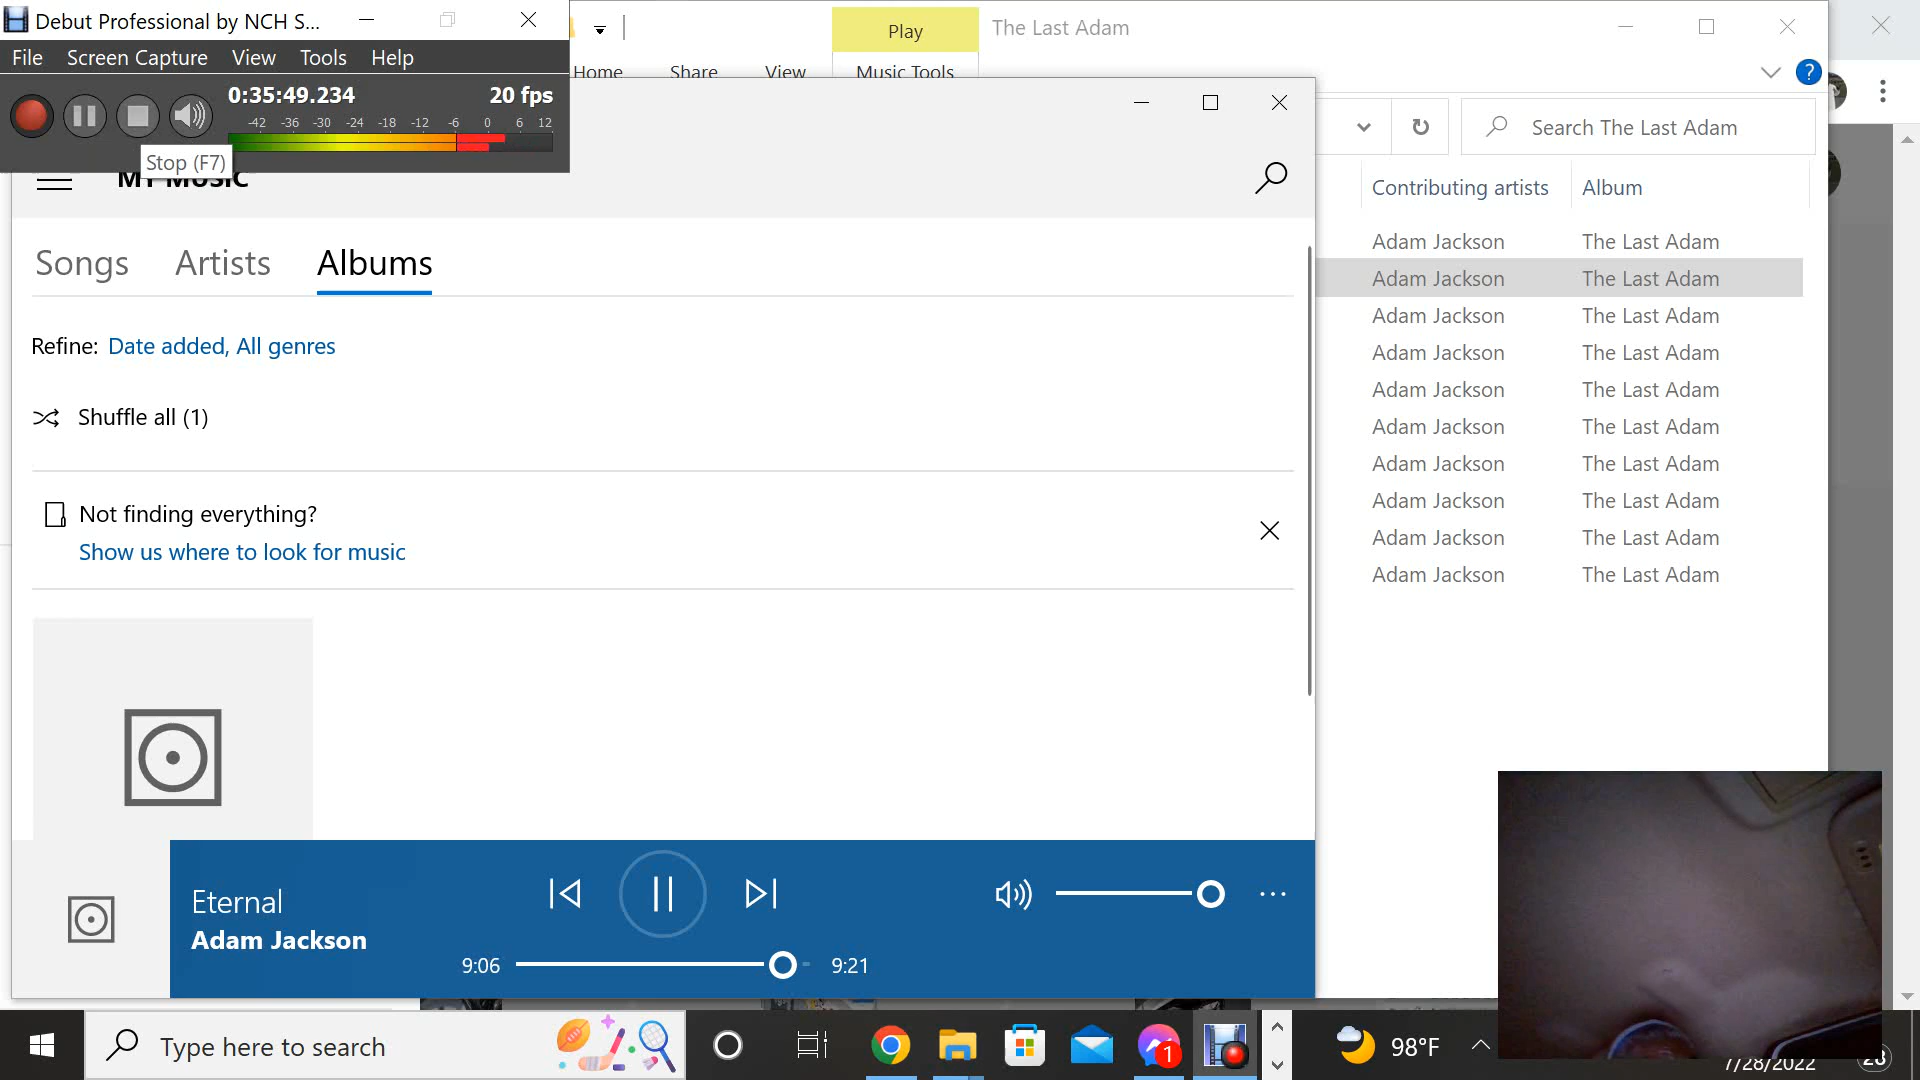 Debut Professional by NCH S...
File Screen Capture View Tools Help
0:35:49.234 20 fps
-42 -36 -30 -24 -18 -12 -6 0 6 12
Stop (F7)
Play The Last Adam
Home Share View Music Tools
?
Search The Last Adam
MY MUSIC
Songs Artists Albums
Refine: Date added, All genres
Shuffle all (1)
Not finding everything?
Show us where to look for music
Contributing artists Album
Adam Jackson The Last Adam
Adam Jackson The Last Adam
Adam Jackson The Last Adam
Adam Jackson The Last Adam
Adam Jackson The Last Adam
Adam Jackson The Last Adam
Adam Jackson The Last Adam
Adam Jackson The Last Adam
Adam Jackson The Last Adam
Adam Jackson The Last Adam
Eternal
Adam Jackson
9:06 9:21
Type here to search
1
98°F
7/28/2022